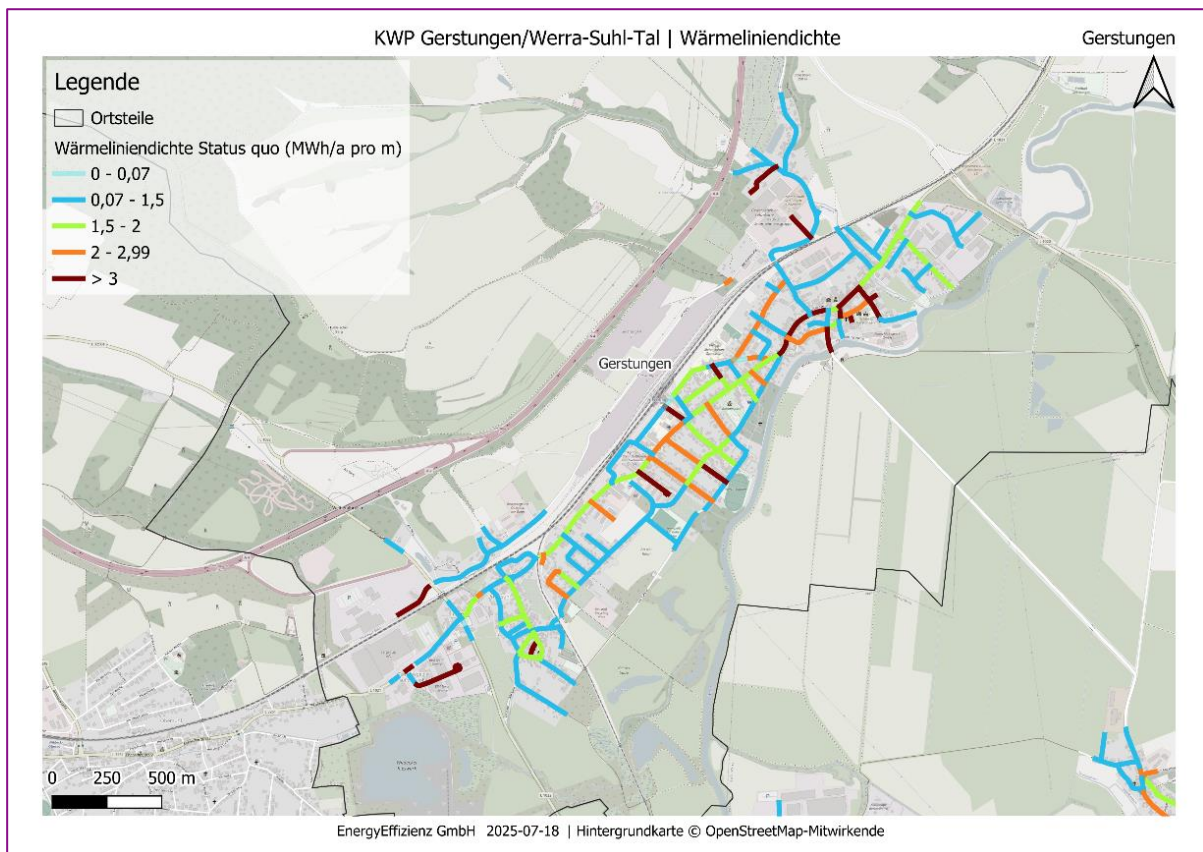 KWP Gerstungen/Werra-Suhl-Tal | Wärmeliniendichte
Gerstungen
Legende
Ortsteile
Wärmeliniendichte Status quo (MWh/a pro m)
0 - 0,07
0,07 - 1,5
1,5 - 2
2 - 2,99
> 3
Gerstungen
0 250 500 m
EnergyEffizienz GmbH 2025-07-18 | Hintergrundkarte © OpenStreetMap-Mitwirkende